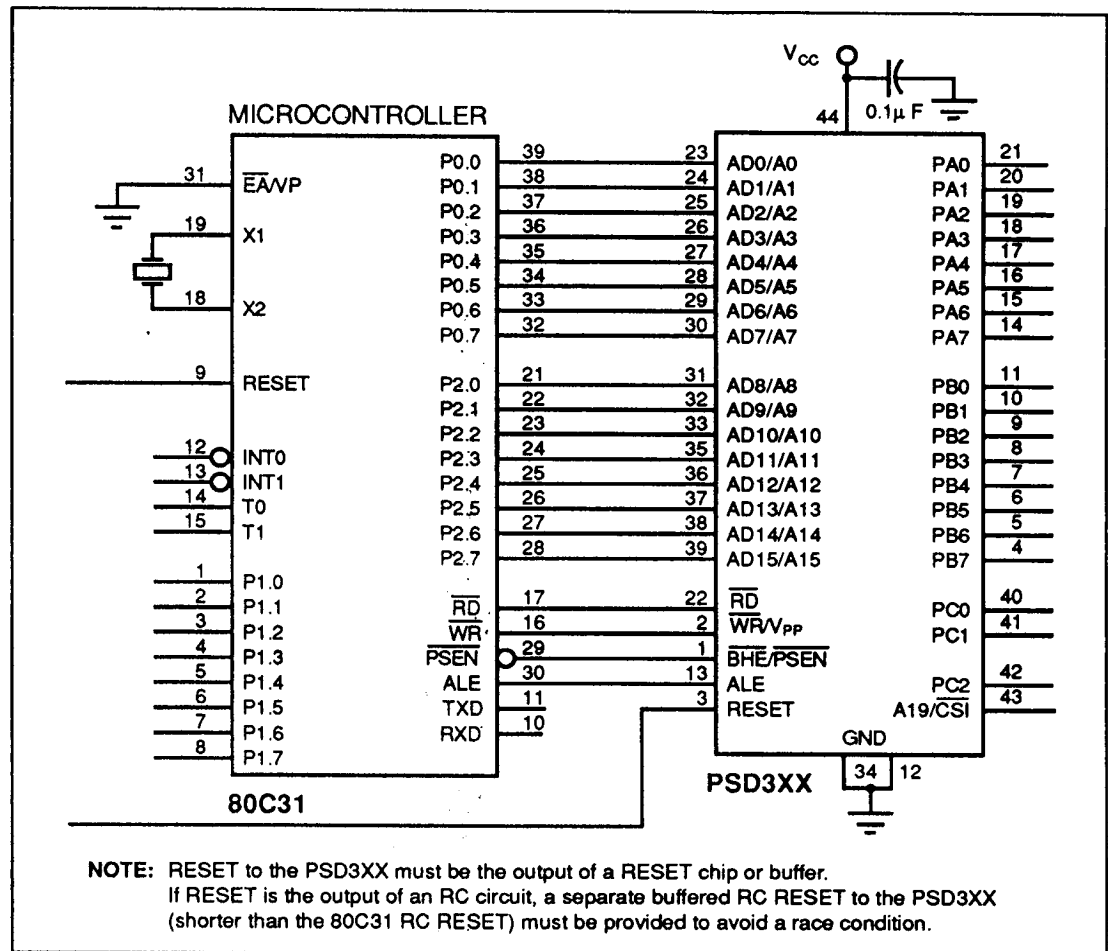 V_CC
0.1µ F
44
MICROCONTROLLER
31 EA/VP
19 X1
18 X2
9 RESET
12 INT0
13 INT1
14 T0
15 T1
1 P1.0
2 P1.1
3 P1.2
4 P1.3
5 P1.4
6 P1.5
7 P1.6
8 P1.7
P0.0 39 23 AD0/A0
P0.1 38 24 AD1/A1
P0.2 37 25 AD2/A2
P0.3 36 26 AD3/A3
P0.4 35 27 AD4/A4
P0.5 34 28 AD5/A5
P0.6 33 29 AD6/A6
P0.7 32 30 AD7/A7
P2.0 21 31 AD8/A8
P2.1 22 32 AD9/A9
P2.2 23 33 AD10/A10
P2.3 24 35 AD11/A11
P2.4 25 36 AD12/A12
P2.5 26 37 AD13/A13
P2.6 27 38 AD14/A14
P2.7 28 39 AD15/A15
RD 17 22 RD
WR 16 2 WR/VPP
PSEN 29 1 BHE/PSEN
ALE 30 13 ALE
TXD 11 3 RESET
RXD 10
PA0 21
PA1 20
PA2 19
PA3 18
PA4 17
PA5 16
PA6 15
PA7 14
PB0 11
PB1 10
PB2 9
PB3 8
PB4 7
PB5 6
PB6 5
PB7 4
PC0 40
PC1 41
PC2 42
A19/CSI 43
GND
34 12
80C31
PSD3XX
NOTE: RESET to the PSD3XX must be the output of a RESET chip or buffer.
If RESET is the output of an RC circuit, a separate buffered RC RESET to the PSD3XX
(shorter than the 80C31 RC RESET) must be provided to avoid a race condition.